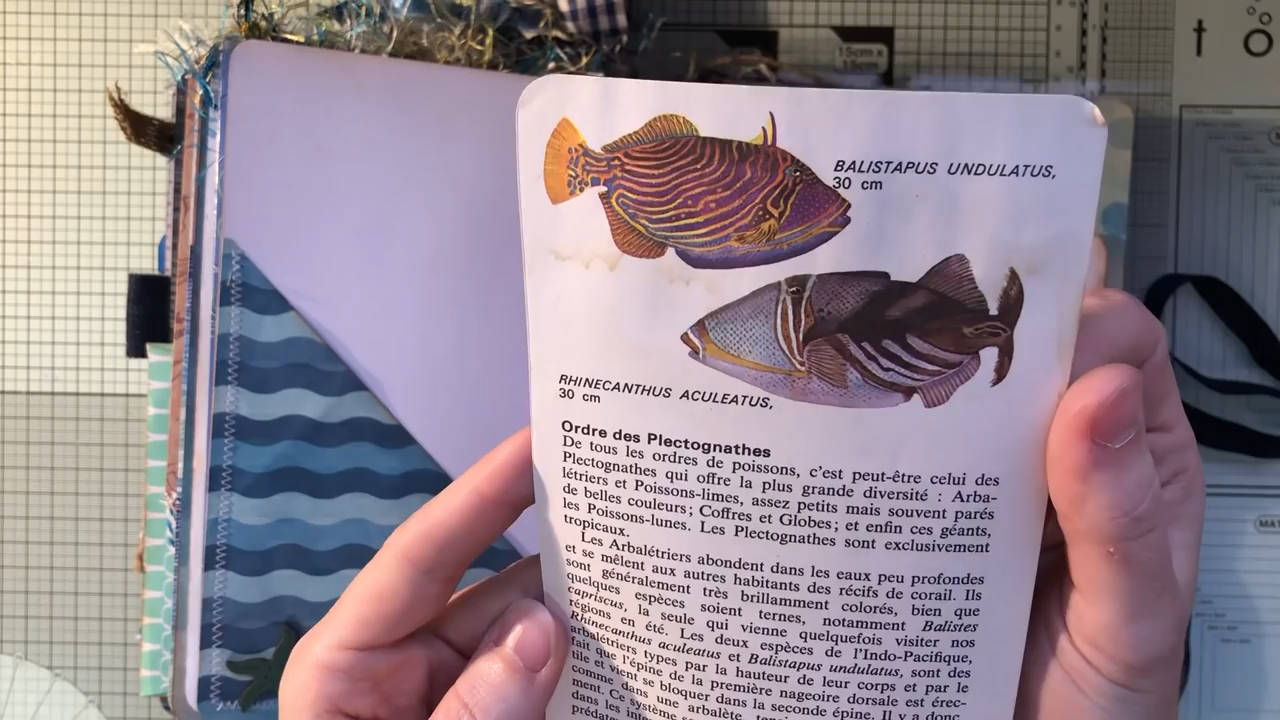 t
15cm x
BALISTAPUS UNDULATUS,
30 cm
RHINECANTHUS ACULEATUS,
30 cm
Ordre des Plectognathes
De tous les ordres de poissons, c'est peut-être celui des
Plectognathes qui offre la plus grande diversité : Arba-
létriers et Poissons-limes, assez petits mais souvent parés
de belles couleurs; Coffres et Globes; et enfin ces géants,
les Poissons-lunes. Les Plectognathes sont exclusivement
tropicaux.
Les Arbalétriers abondent dans les eaux peu profondes
et se mêlent aux autres habitants des récifs de corail. Ils
sont généralement très brillamment colorés, bien que
quelques espèces soient ternes, notamment Balistes
capriscus, la seule qui vienne quelquefois visiter nos
régions en été. Les deux espèces de l'Indo-Pacifique,
Rhinecanthus aculeatus et Balistapus undulatus, sont des
arbalétriers types par la hauteur de leur corps et par le
fait que l'épine de la première nageoire dorsale est érec-
tile et vient se bloquer dans la seconde épine. Il y a donc
comme dans une arbalète,
ment. Ce système
dans les
MAT